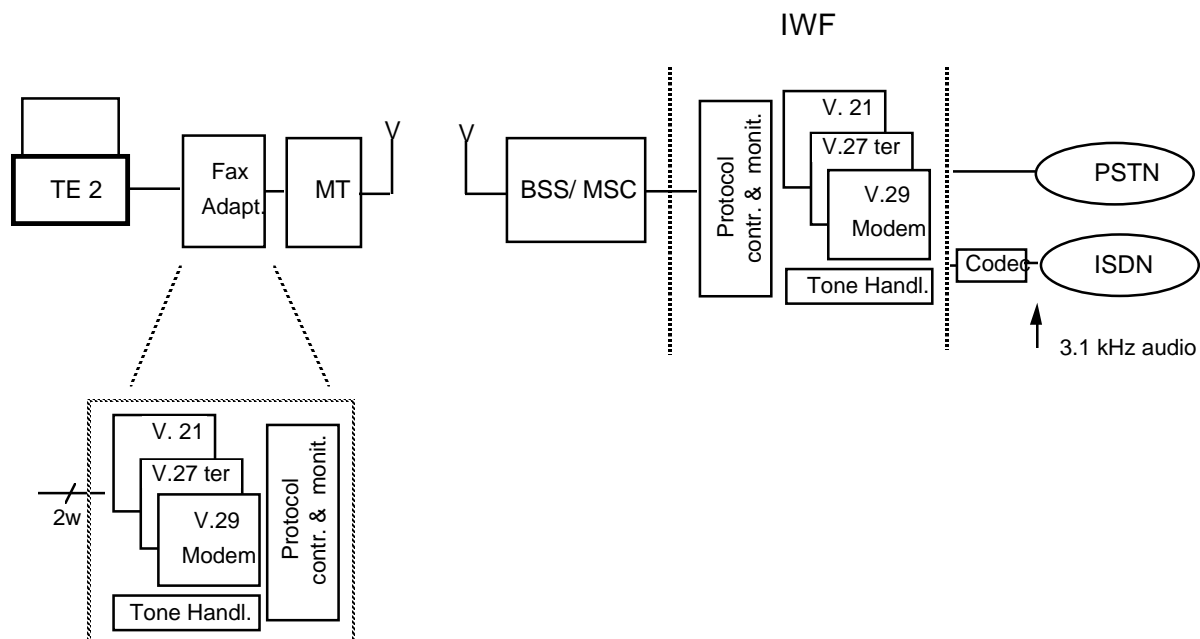 IWF
TE 2
Fax
Adapt.
MT
BSS/ MSC
Protocol
contr. & monit.
V. 21
V.27 ter
V.29
Modem
Tone Handl.
PSTN
Codec
ISDN
3.1 kHz audio
2w
V. 21
V.27 ter
V.29
Modem
Tone Handl.
Protocol
contr. & monit.